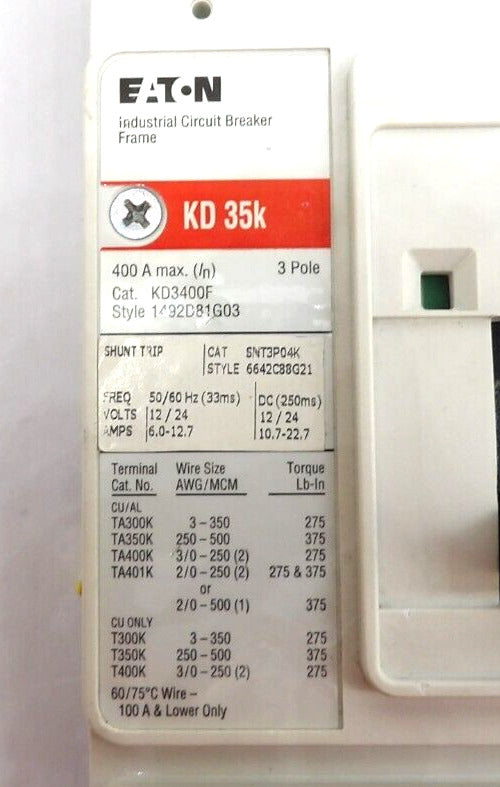 EATON
Industrial Circuit Breaker
Frame
KD 35k
400 A max. (In) 3 Pole
Cat. KD3400F
Style 1492D81G03
SHUNT TRIP CAT SNT3P04K
STYLE 6642C88G21
FREQ 50/60 Hz (33ms) DC (250ms)
VOLTS 12 / 24 12 / 24
AMPS 6.0-12.7 10.7-22.7
Terminal Wire Size Torque
Cat. No. AWG/MCM Lb-In
CU/AL
TA300K 3–350 275
TA350K 250–500 375
TA400K 3/0–250 (2) 275
TA401K 2/0–250 (2) 275 & 375
or
2/0–500 (1) 375
CU ONLY
T300K 3–350 275
T350K 250–500 375
T400K 3/0–250 (2) 275
60/75°C Wire –
100 A & Lower Only